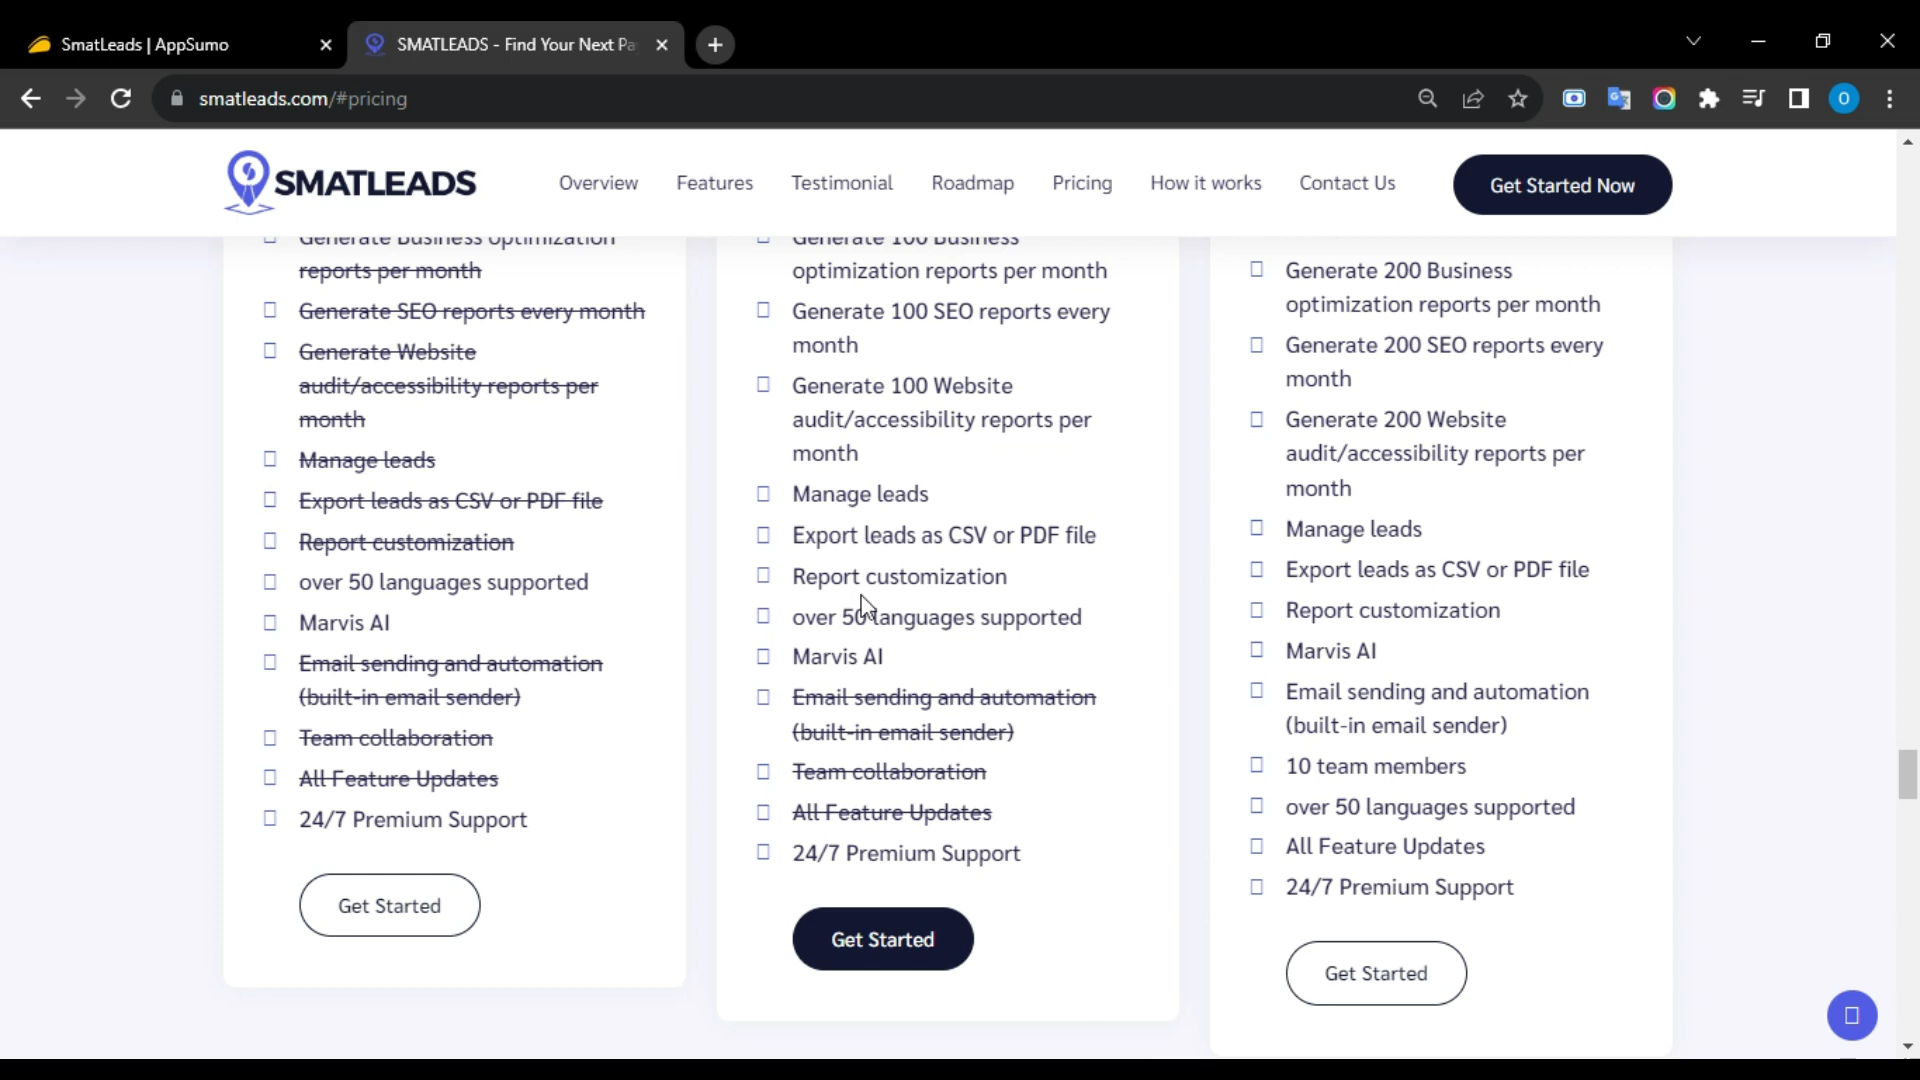 SmatLeads | AppSumo
SMATLEADS - Find Your Next Pa
smatleads.com/#pricing
O
SMATLEADS
Overview
Features
Testimonial
Roadmap
Pricing
How it works
Contact Us
Get Started Now
Generate Business optimization
reports per month
Generate SEO reports every month
Generate Website
audit/accessibility reports per
month
Manage leads
Export leads as CSV or PDF file
Report customization
over 50 languages supported
Marvis AI
Email sending and automation
(built-in email sender)
Team collaboration
All Feature Updates
24/7 Premium Support
Get Started
Generate 100 Business
optimization reports per month
Generate 100 SEO reports every
month
Generate 100 Website
audit/accessibility reports per
month
Manage leads
Export leads as CSV or PDF file
Report customization
over 50 languages supported
Marvis AI
Email sending and automation
(built-in email sender)
Team collaboration
All Feature Updates
24/7 Premium Support
Get Started
Generate 200 Business
optimization reports per month
Generate 200 SEO reports every
month
Generate 200 Website
audit/accessibility reports per
month
Manage leads
Export leads as CSV or PDF file
Report customization
Marvis AI
Email sending and automation
(built-in email sender)
10 team members
over 50 languages supported
All Feature Updates
24/7 Premium Support
Get Started